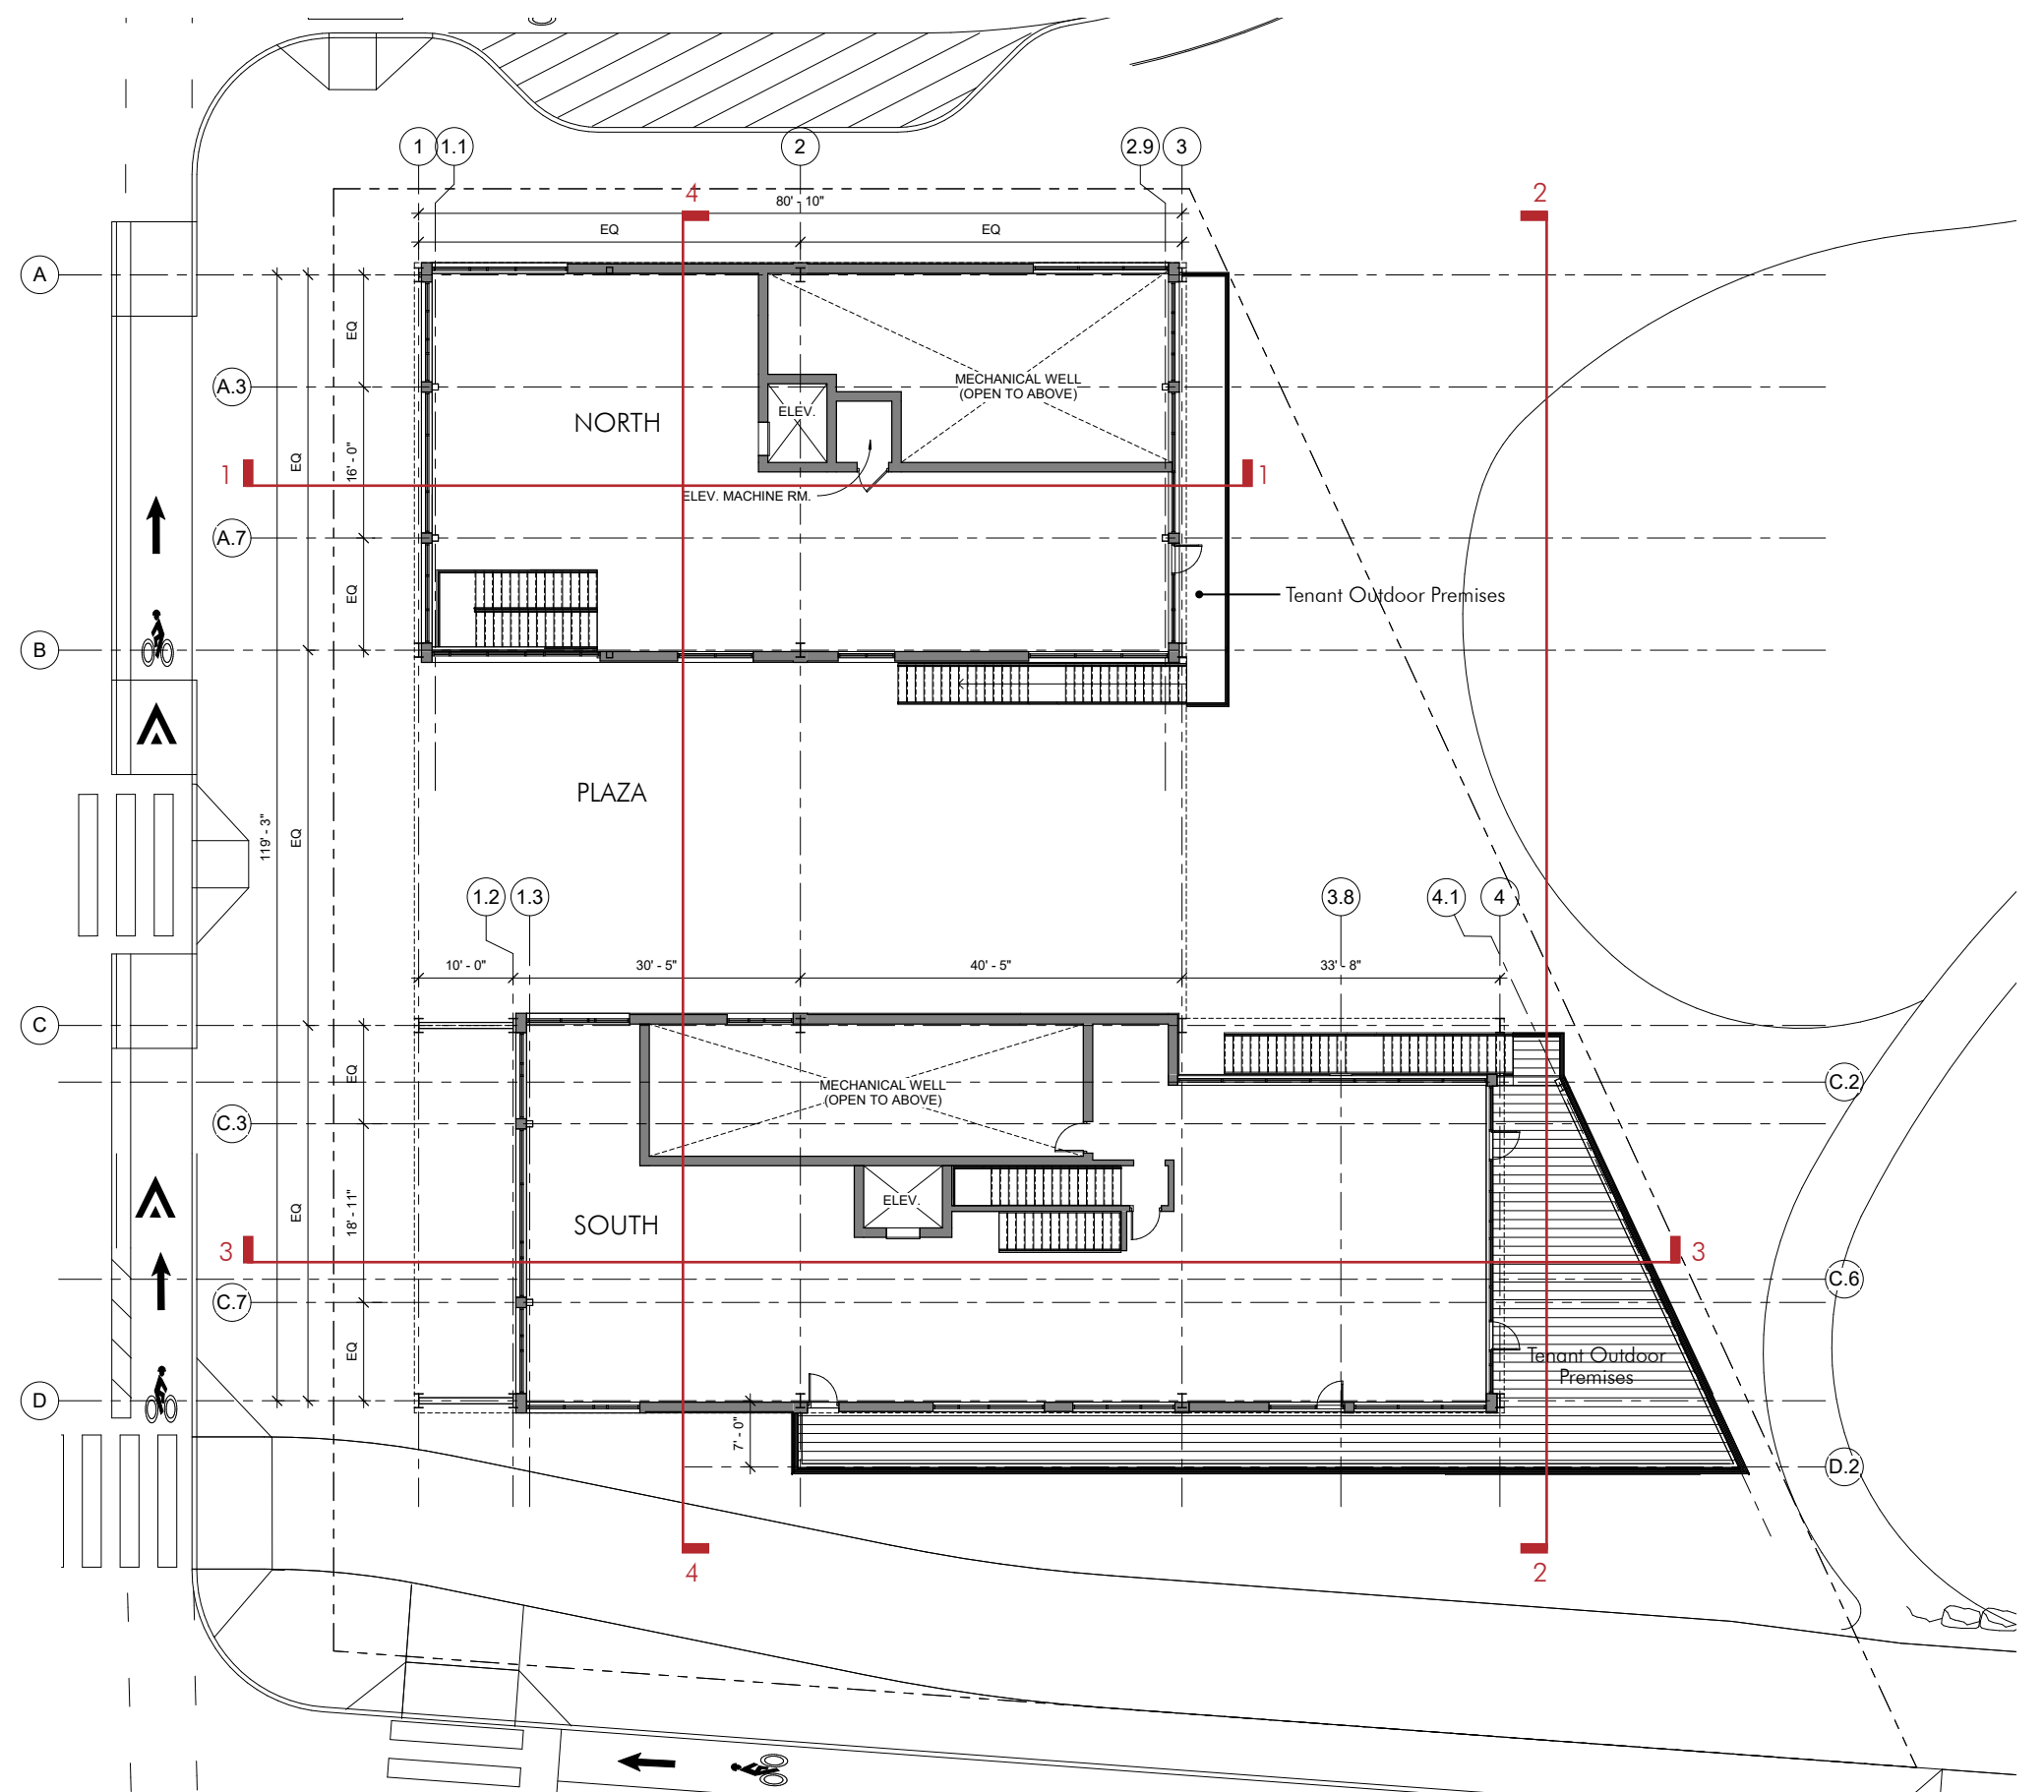 1
1.1
2
2.9
3
4
2
80' - 10"
EQ
EQ
A
EQ
A.3
MECHANICAL WELL
(OPEN TO ABOVE)
ELEV.
NORTH
EQ
16' - 0"
1
1
ELEV. MACHINE RM.
A.7
EQ
Tenant Outdoor Premises
B
PLAZA
119' - 3"
EQ
1.2
1.3
3.8
4.1
4
10' - 0"
30' - 5"
40' - 5"
33' - 8"
C
EQ
MECHANICAL WELL
(OPEN TO ABOVE)
C.2
C.3
ELEV.
EQ
18' - 11"
SOUTH
3
3
C.6
C.7
EQ
Tenant Outdoor
Premises
D
7' - 0"
D.2
4
2